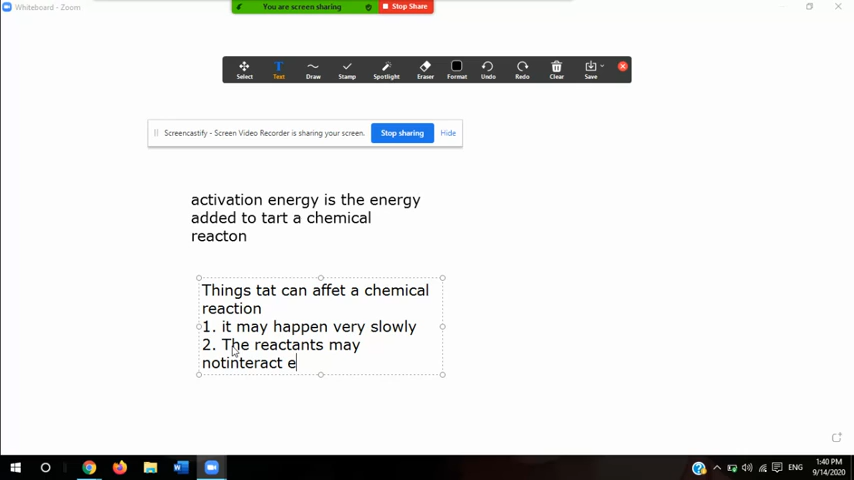 Whiteboard - Zoom
You are screen sharing
Stop Share
Select
Text
Draw
Stamp
Spotlight
Eraser
Format
Undo
Redo
Clear
Save
Screencastify - Screen Video Recorder is sharing your screen.
Stop sharing
Hide
activation energy is the energy
added to tart a chemical
reacton
Things tat can affet a chemical
reaction
1. it may happen very slowly
2. The reactants may
notinteract e
ENG
1:40 PM
9/14/2020